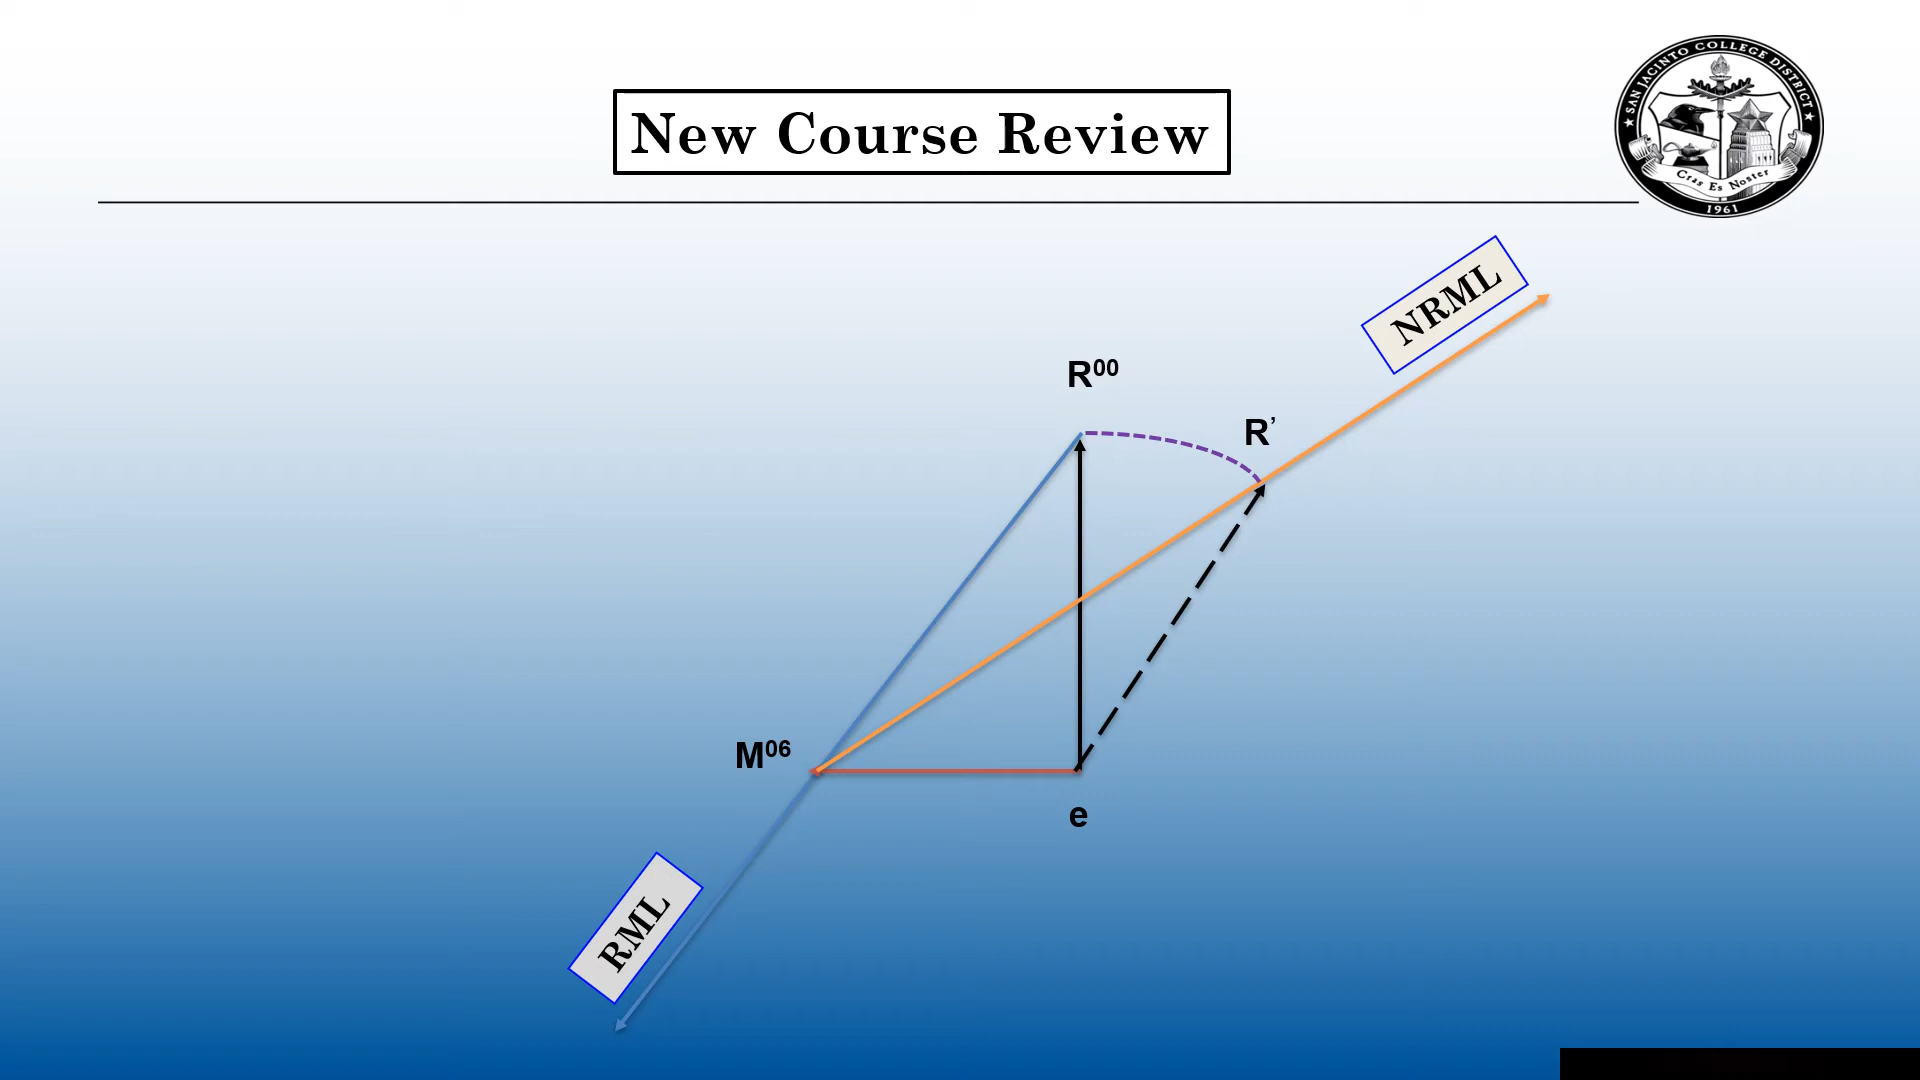 New Course Review
★ SAN JACINTO COLLEGE DISTRICT ★
Cras Es Noster
1961
NRML
R⁰⁰
R’
M⁰⁶
e
RML